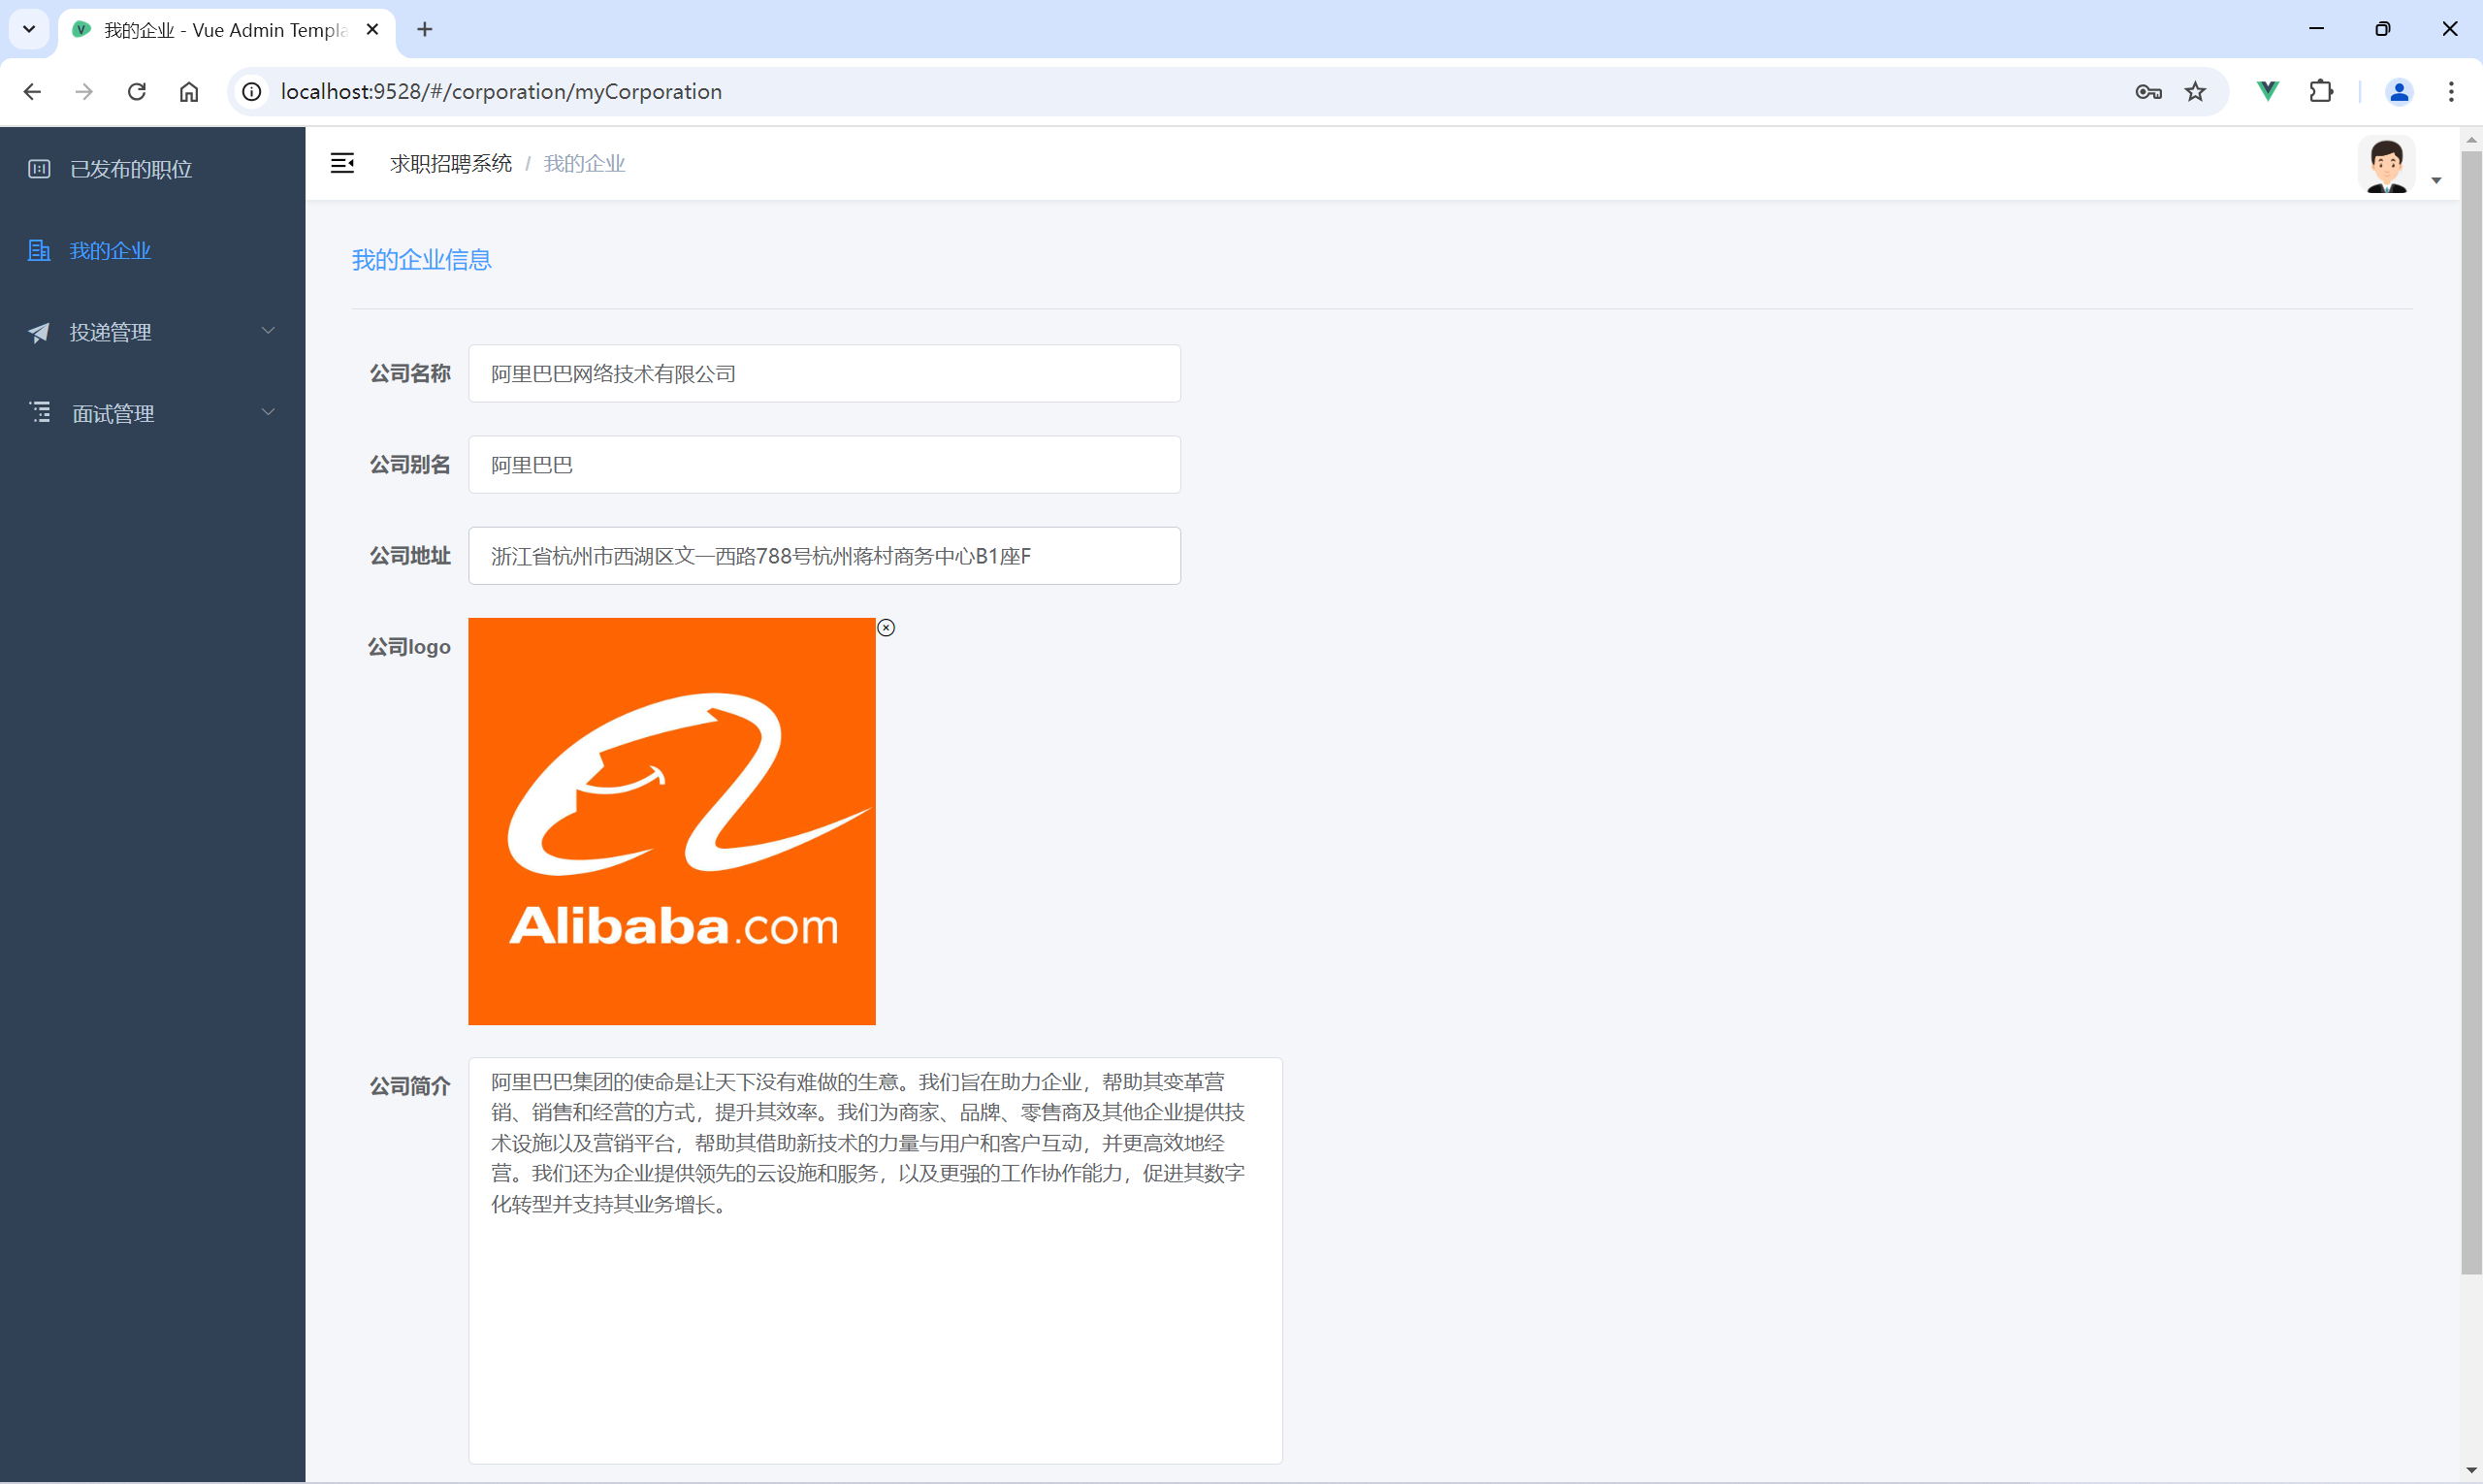 我的企业 - Vue Admin Templa
localhost:9528/#/corporation/myCorporation
已发布的职位
我的企业
投递管理
面试管理
求职招聘系统 / 我的企业
我的企业信息
公司名称 阿里巴巴网络技术有限公司
公司别名 阿里巴巴
公司地址 浙江省杭州市西湖区文一西路788号杭州蒋村商务中心B1座F
公司logo
Alibaba.com
公司简介
阿里巴巴集团的使命是让天下没有难做的生意。我们旨在助力企业，帮助其变革营
销、销售和经营的方式，提升其效率。我们为商家、品牌、零售商及其他企业提供技
术设施以及营销平台，帮助其借助新技术的力量与用户和客户互动，并更高效地经
营。我们还为企业提供领先的云设施和服务，以及更强的工作协作能力，促进其数字
化转型并支持其业务增长。